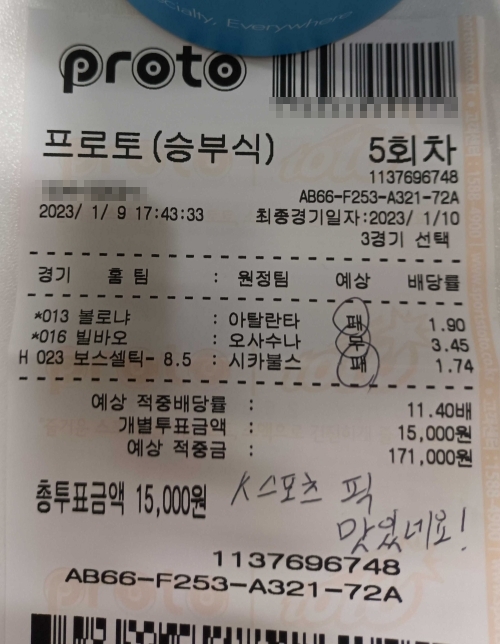 cialty, Everywhere
proto
프로토(승부식) 5회차
1137696748
AB66-F253-A321-72A
2023/ 1/ 9 17:43:33 최종경기일자:2023/ 1/10
3경기 선택
경기 홈 팀 : 원정팀 예상 배당률
*013 볼로냐 : 아탈란타 패 1.90
*016 빌바오 : 오사수나 무 3.45
H 023 보스셀틱- 8.5 : 시카불스 패 1.74
예상 적중배당률 : 11.40배
개별투표금액 : 15,000원
예상 적중금 : 171,000원
총투표금액 15,000원
K스포츠 픽
맛있네요!
1137696748
AB66-F253-A321-72A